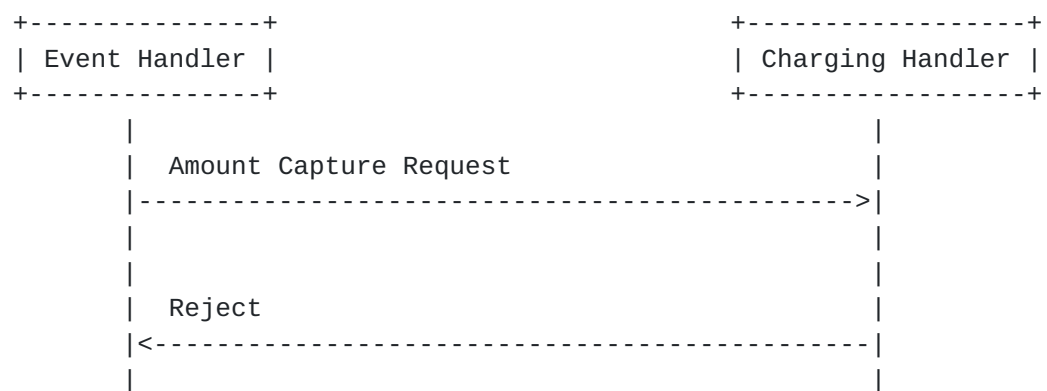 +---------------+ +------------------+
| Event Handler | | Charging Handler |
+---------------+ +------------------+
| |
| Amount Capture Request |
|---------------------------------------------->|
| |
| |
| Reject |
|<----------------------------------------------|
| |